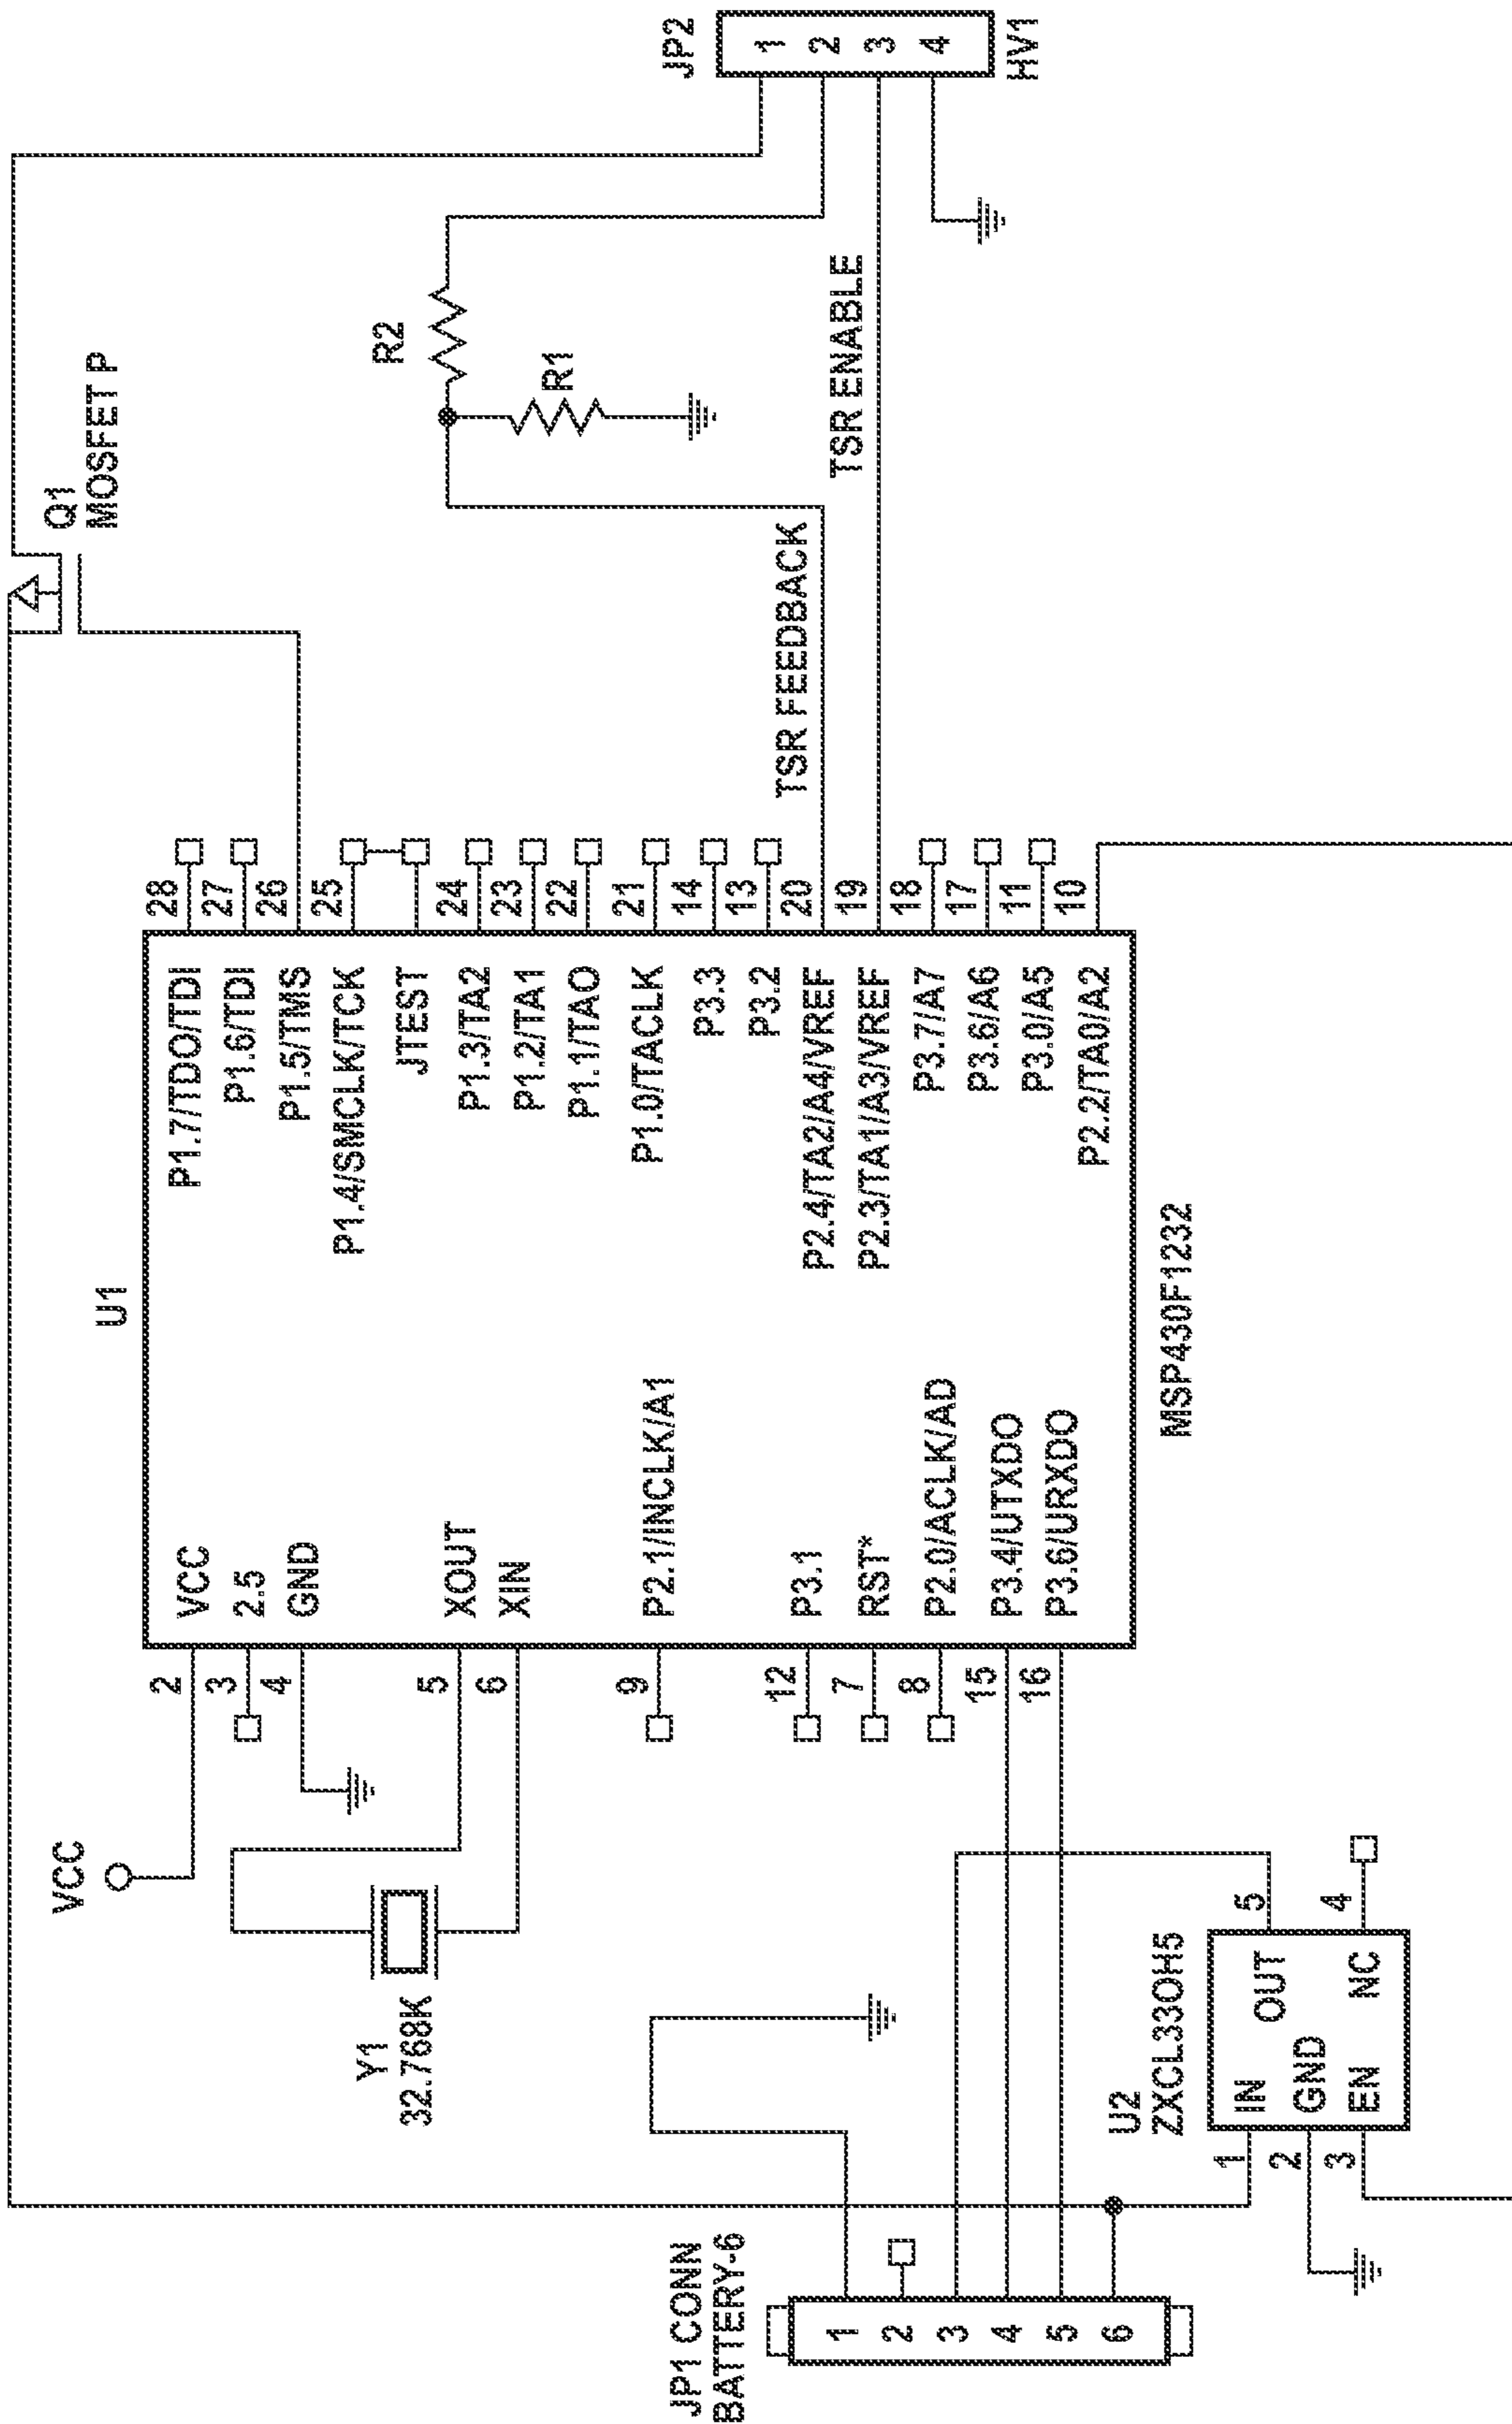 Q1
MOSFET P
VCC
U1
2
3
4
5
6
9
12
7
8
15
16
VCC
2.5
GND
XOUT
XIN
P2.1/INCLK/A1
P3.1
RST*
P2.0/ACLK/AD
P3.4/UTXDO
P3.6/URXDO
P1.7/TDO/TDI
P1.6/TDI
P1.5/TMS
P1.4/SMCLK/TCK
JTEST
P1.3/TA2
P1.2/TA1
P1.1/TAO
P1.0/TACLK
P3.3
P3.2
P2.4/TA2/A4/VREF
P2.3/TA1/A3/VREF
P3.7/A7
P3.6/A6
P3.0/A5
P2.2/TA0/A2
28
27
26
25
24
23
22
21
14
13
20
19
18
17
11
10
MSP430F1232
Y1
32.768K
R2
R1
TSR FEEDBACK
TSR ENABLE
JP2
1
2
3
4
HV1
JP1 CONN
BATTERY-6
1
2
3
4
5
6
U2
ZXCL33OH5
1
2
3
IN
GND
EN
OUT
NC
5
4